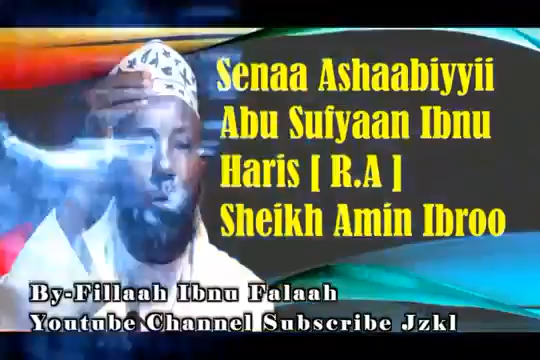 Senaa Ashaabiyyii
Abu Sufyaan Ibnu
Haris [ R.A ]
Sheikh Amin Ibroo
By-Fillaah Ibnu Falaah
Youtube Channel Subscribe Jzkl